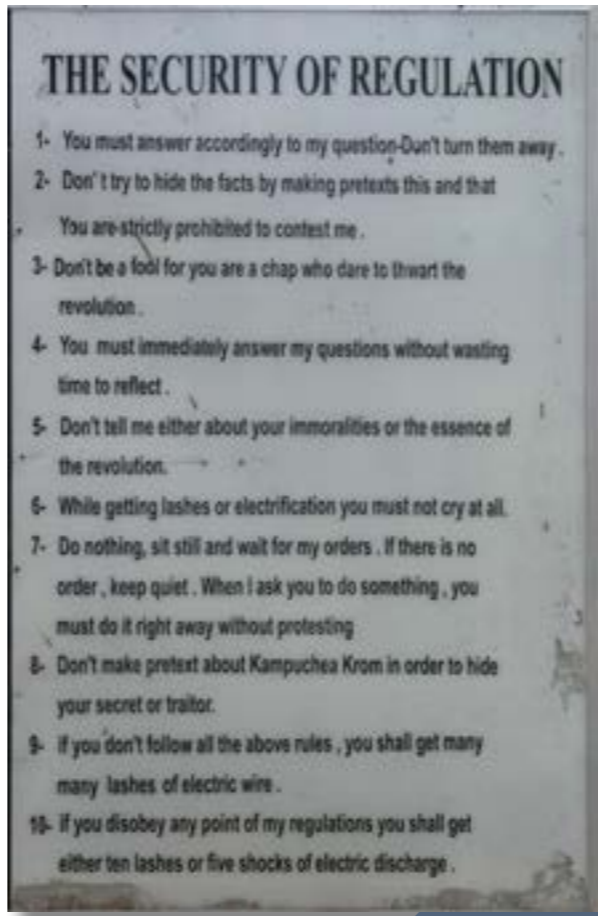 THE SECURITY OF REGULATION
1- You must answer accordingly to my question-Don't turn them away .
2- Don't try to hide the facts by making pretexts this and that
You are strictly prohibited to contest me .
3- Don't be a fool for you are a chap who dare to thwart the
revolution .
4- You must immediately answer my questions without wasting
time to reflect .
5- Don't tell me either about your immoralities or the essence of
the revolution.
6- While getting lashes or electrification you must not cry at all.
7- Do nothing, sit still and wait for my orders . If there is no
order , keep quiet . When I ask you to do something , you
must do it right away without protesting
8- Don't make pretext about Kampuchea Krom in order to hide
your secret or traitor.
9- if you don't follow all the above rules , you shall get many
many lashes of electric wire .
10- if you disobey any point of my regulations you shall get
either ten lashes or five shocks of electric discharge .